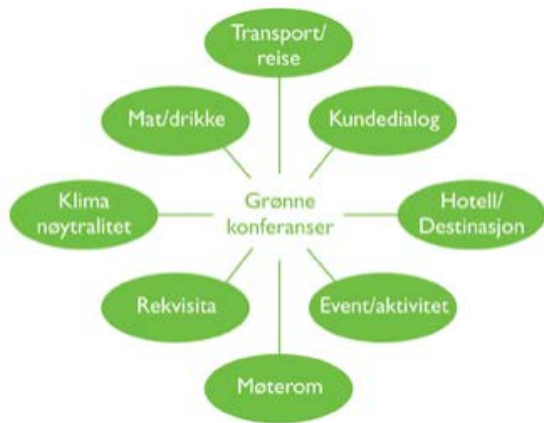 Transport/
reise
Mat/drikke
Kundedialog
Klima
nøytralitet
Grønne
konferanser
Hotell/
Destinasjon
Rekvisita
Event/aktivitet
Møterom